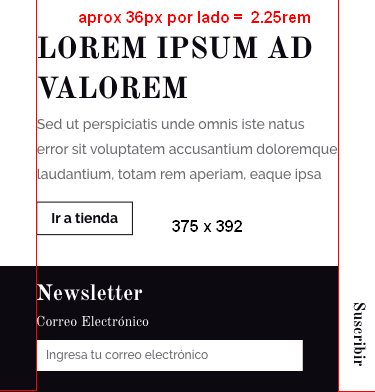 aprox 36px por lado = 2.25rem
LOREM IPSUM AD
VALOREM
Sed ut perspiciatis unde omnis iste natus
error sit voluptatem accusantium doloremque
laudantium, totam rem aperiam, eaque ipsa
Ir a tienda
375 x 392
Newsletter
Correo Electrónico
Ingresa tu correo electrónico
Suscribir